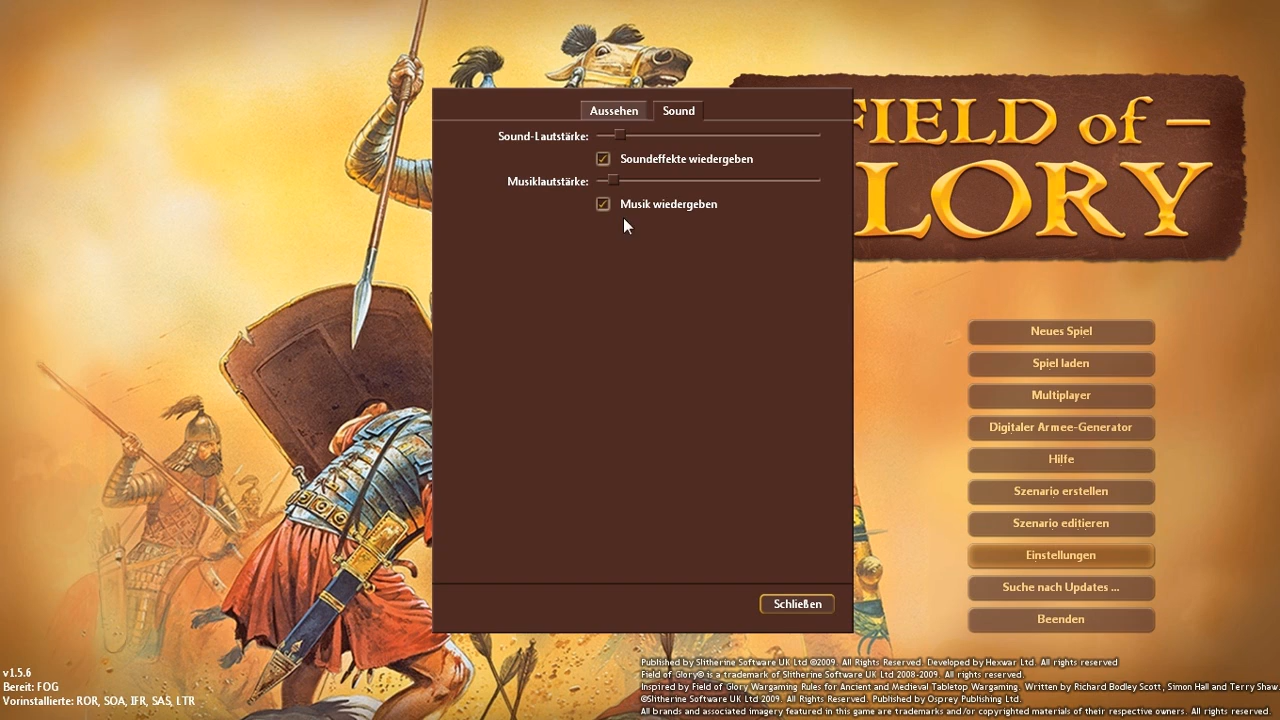 Aussehen Sound
Sound-Lautstärke:
Soundeffekte wiedergeben
Musiklautstärke:
Musik wiedergeben
Schließen
FIELD of
LORY
Neues Spiel
Spiel laden
Multiplayer
Digitaler Armee-Generator
Hilfe
Szenario erstellen
Szenario editieren
Einstellungen
Suche nach Updates ...
Beenden
v1.5.6
Bereit: FOG
Vorinstallierte: ROR, SOA, IFR, SAS, LTR
Published by Slitherine Software UK Ltd ©2009. All Rights Reserved. Developed by Hexwar Ltd. All rights reserved
Field of Glory© is a trademark of Slitherine Software UK Ltd 2008-2009. All rights reserved.
Inspired by Field of Glory Wargaming Rules for Ancient and Medieval Tabletop Wargaming. Written by Richard Bodley Scott, Simon Hall and Terry Shaw.
©Slitherine Software UK Ltd 2009. All Rights Reserved. Published by Osprey Publishing Ltd.
All brands and associated imagery featured in this game are trademarks and/or copyrighted materials of their respective owners. All rights reserved.